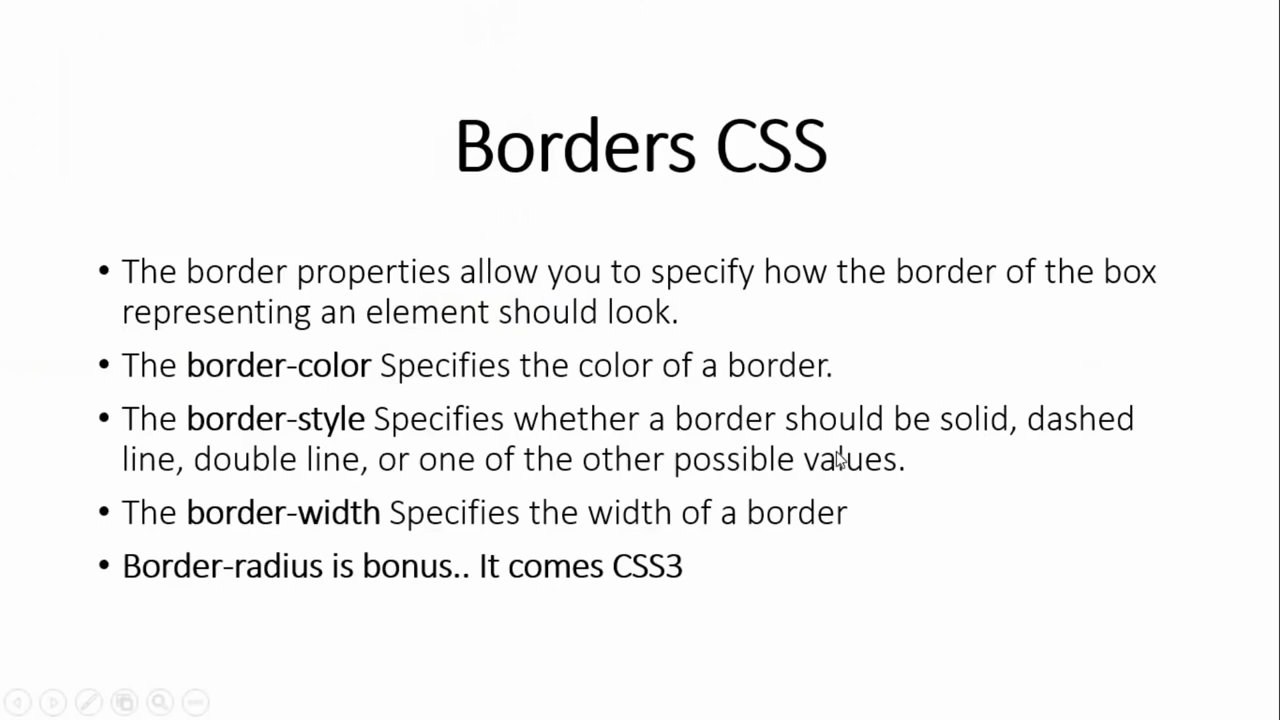 Borders CSS
• The border properties allow you to specify how the border of the box
representing an element should look.
• The border-color Specifies the color of a border.
• The border-style Specifies whether a border should be solid, dashed
line, double line, or one of the other possible values.
• The border-width Specifies the width of a border
• Border-radius is bonus.. It comes CSS3